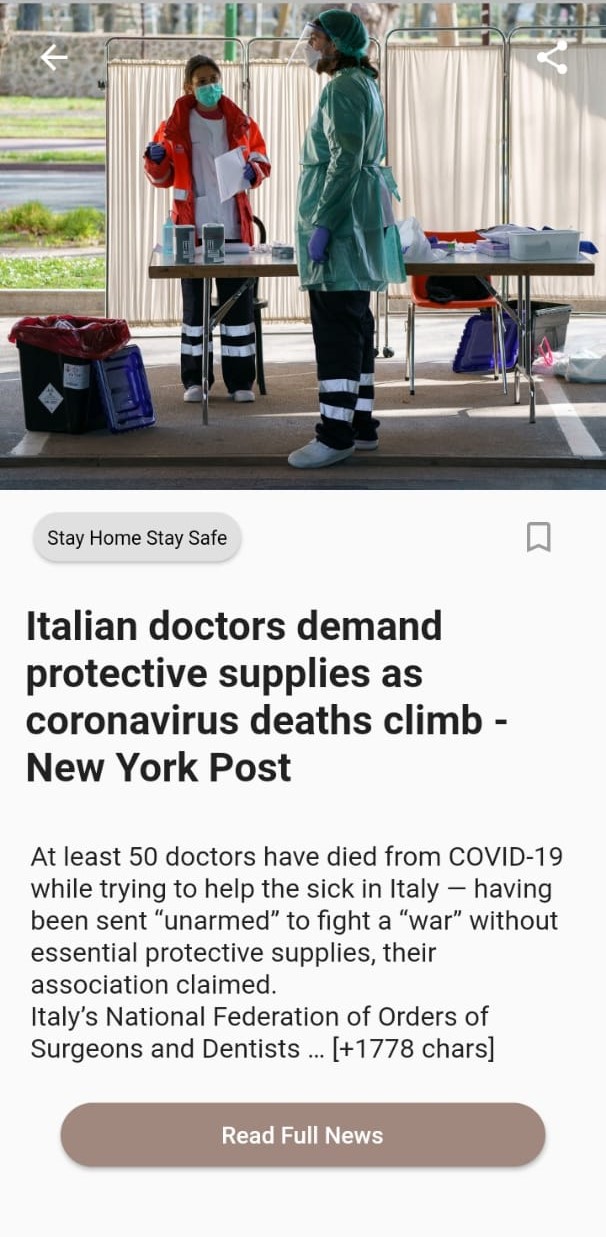 Stay Home Stay Safe
Italian doctors demand
protective supplies as
coronavirus deaths climb -
New York Post
At least 50 doctors have died from COVID-19
while trying to help the sick in Italy — having
been sent “unarmed” to fight a “war” without
essential protective supplies, their
association claimed.
Italy’s National Federation of Orders of
Surgeons and Dentists … [+1778 chars]
Read Full News